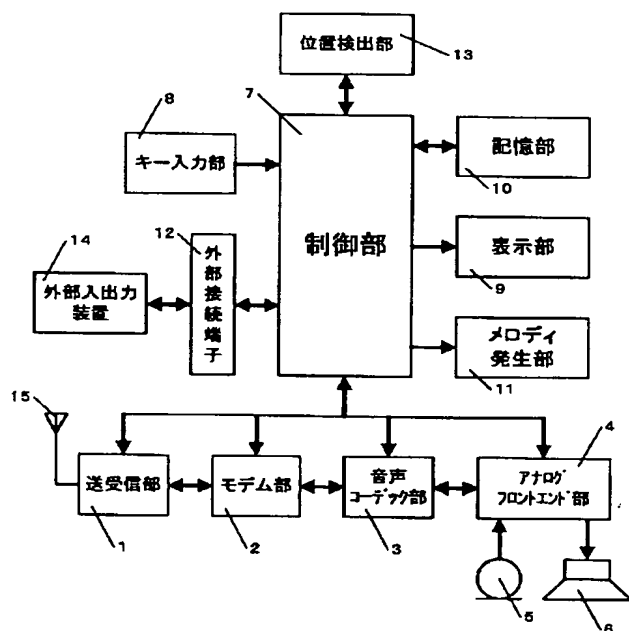 位置検出部
13
7
8
キー入力部
制御部
記憶部
10
14
12
外部入出力
装置
外部接続端子
表示部
9
メロディ
発生部
11
15
4
送受信部
モデム部
音声
コーデック部
アナログ
フロントエンド部
1
2
3
5
6